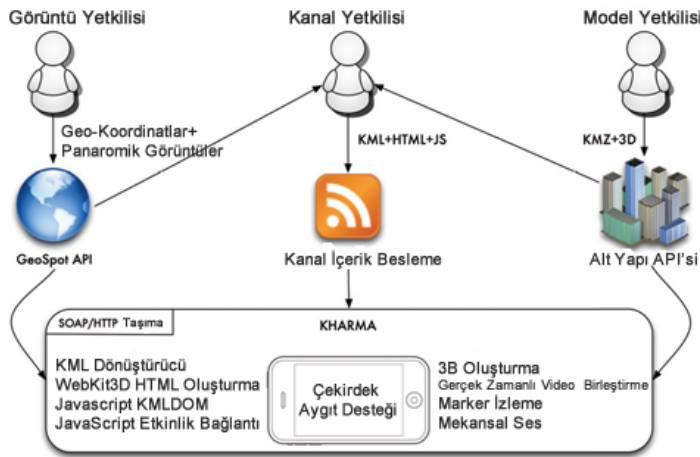 Görüntü Yetkilisi
Kanal Yetkilisi
Model Yetkilisi
Geo-Koordinatlar+
Panaromik Görüntüler
KML+HTML+JS
KMZ+3D
GeoSpot API
Kanal İçerik Besleme
Alt Yapı API'si
SOAP/HTTP Taşıma
KHARMA
KML Dönüştürücü
WebKit3D HTML Oluşturma
Javascript KMLDOM
JavaScript Etkinlik Bağlantı
Çekirdek
Aygıt Desteği
3B Oluşturma
Gerçek Zamanlı Video Birleştirme
Marker İzleme
Mekansal Ses